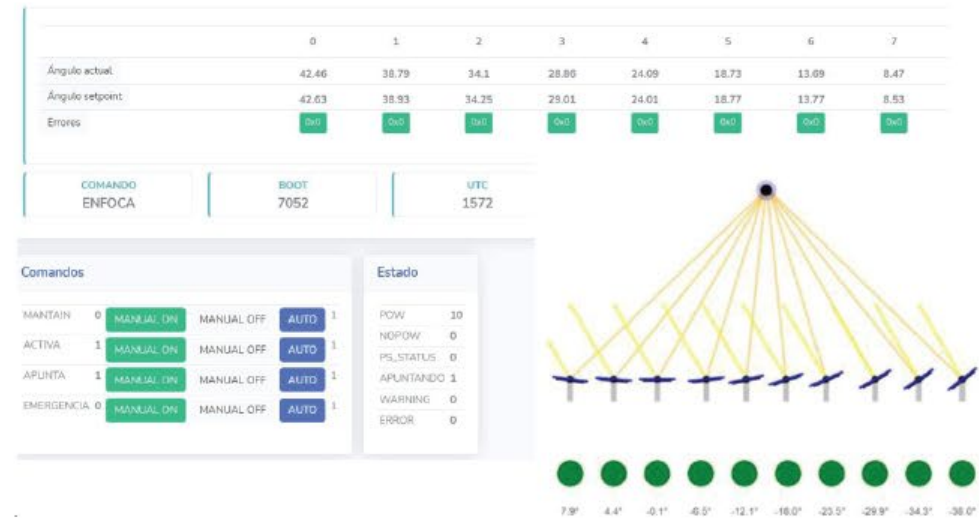 0 1 2 3 4 5 6 7
Ángulo actual 42.46 38.79 34.1 28.86 24.09 18.73 13.69 8.47
Ángulo setpoint 42.63 38.93 34.25 29.01 24.01 18.77 13.77 8.53
Errores 0x0 0x0 0x0 0x0 0x0 0x0 0x0 0x0
COMANDO BOOT UTC
ENFOCA 7052 1572
Comandos
MANTAIN 0 MANUAL ON MANUAL OFF AUTO 1
ACTIVA 1 MANUAL ON MANUAL OFF AUTO 1
APUNTA 1 MANUAL ON MANUAL OFF AUTO 1
EMERGENCIA 0 MANUAL ON MANUAL OFF AUTO 1
Estado
POW 10
NOPOW 0
PS_STATUS 0
APUNTANDO 1
WARNING 0
ERROR 0
7.9° 4.4° -0.1° -6.5° -12.1° -16.0° -23.5° -29.9° -34.3° -38.0°